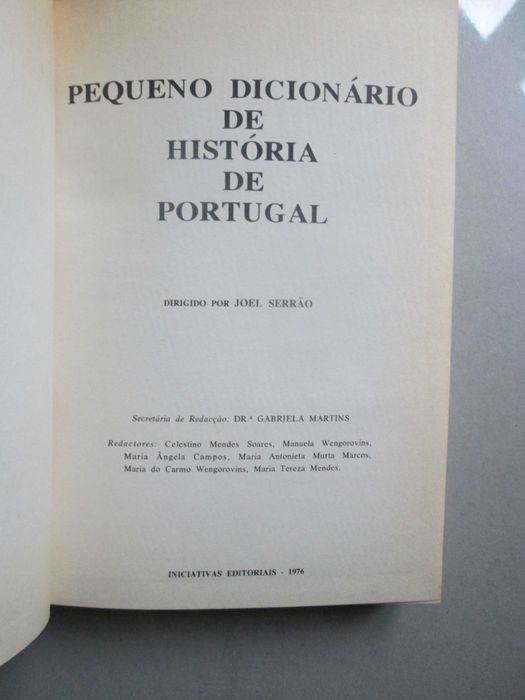 PEQUENO DICIONÁRIO
DE
HISTÓRIA
DE
PORTUGAL
DIRIGIDO POR JOEL SERRÃO
Secretária de Redacção: DR.ª GABRIELA MARTINS
Redactores: Celestino Mendes Soares, Manuela Wengorovins,
Maria Ângela Campos, Maria Antonieta Murta Marcos,
Maria do Carmo Wengorovins, Maria Tereza Mendes.
INICIATIVAS EDITORIAIS - 1976